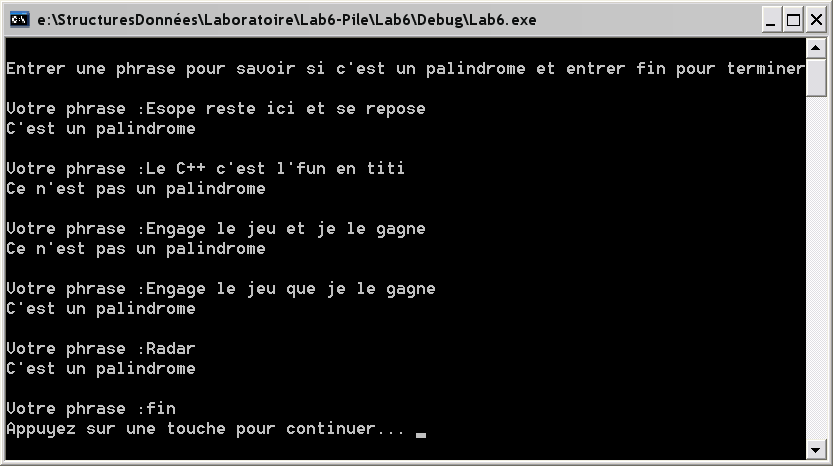 e:\StructuresDonnées\Laboratoire\Lab6-Pile\Lab6\Debug\Lab6.exe
Entrer une phrase pour savoir si c'est un palindrome et entrer fin pour terminer
Votre phrase :Esope reste ici et se repose
C'est un palindrome
Votre phrase :Le C++ c'est l'fun en titi
Ce n'est pas un palindrome
Votre phrase :Engage le jeu et je le gagne
Ce n'est pas un palindrome
Votre phrase :Engage le jeu que je le gagne
C'est un palindrome
Votre phrase :Radar
C'est un palindrome
Votre phrase :fin
Appuyez sur une touche pour continuer... _